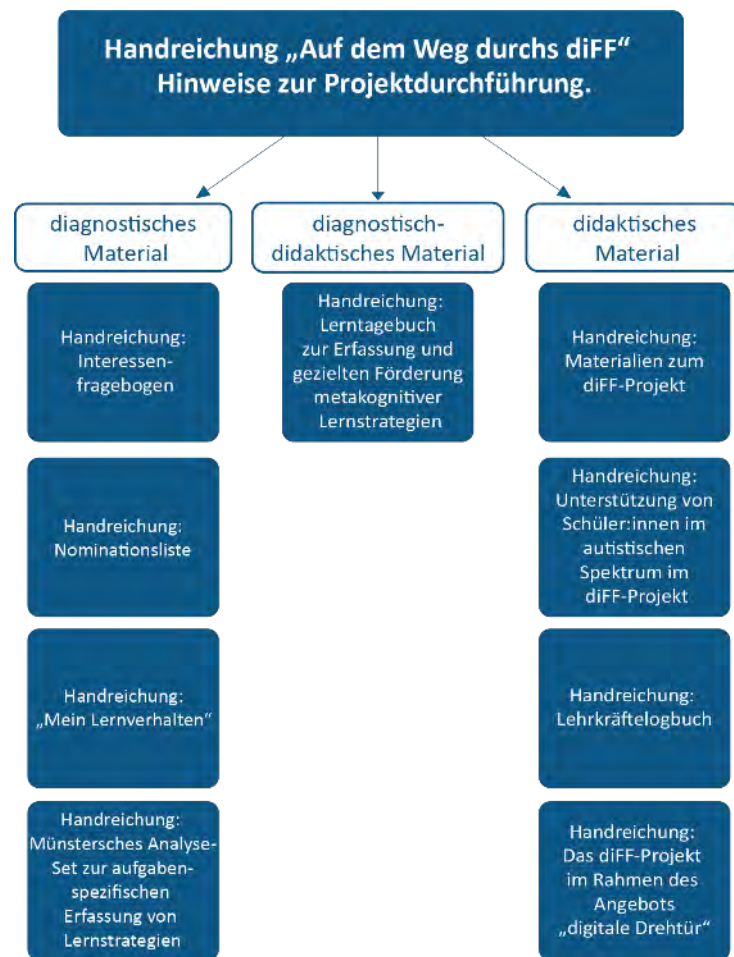 Handreichung „Auf dem Weg durchs diFF“
Hinweise zur Projektdurchführung.
diagnostisches
Material
Handreichung:
Interessen-
fragebogen
Handreichung:
Nominationsliste
Handreichung:
„Mein Lernverhalten“
Handreichung:
Münstersches Analyse-
Set zur aufgaben-
spezifischen
Erfassung von
Lernstrategien
diagnostisch-
didaktisches Material
Handreichung:
Lerntagebuch
zur Erfassung und
gezielten Förderung
metakognitiver
Lernstrategien
didaktisches
Material
Handreichung:
Materialien zum
diFF-Projekt
Handreichung:
Unterstützung von
Schüler:innen im
autistischen
Spektrum im
diFF-Projekt
Handreichung:
Lehrkräftelogbuch
Handreichung:
Das diFF-Projekt
im Rahmen des
Angebots
„digitale Drehtür“